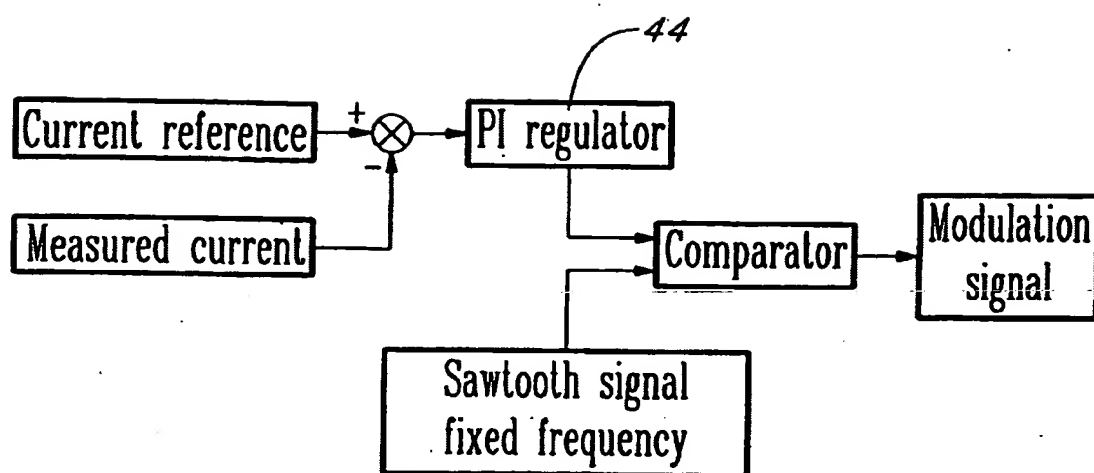 44
Current reference
+
PI regulator
-
Measured current
Comparator
Modulation
signal
Sawtooth signal
fixed frequency